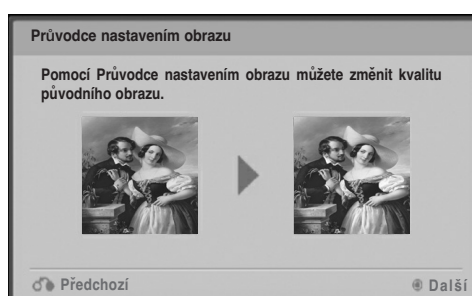 Průvodce nastavením obrazu
Pomocí Průvodce nastavením obrazu můžete změnit kvalitu
původního obrazu.
Předchozí
Další